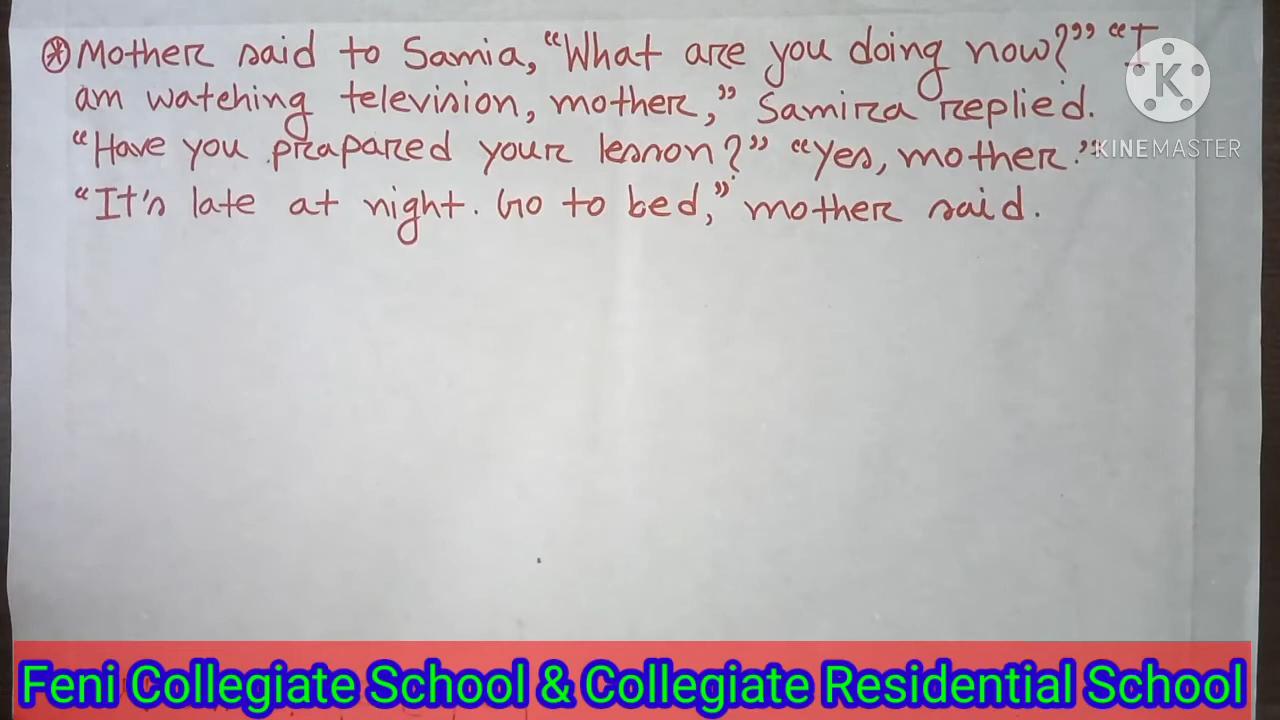 ⊛ Mother said to Samia, “What are you doing now?” “I
am watching television, mother,” Samira replied.
“Have you prapared your lesson?” “Yes, mother.”
“It's late at night. Go to bed,” mother said.
K
KINEMASTER
Feni Collegiate School & Collegiate Residential School